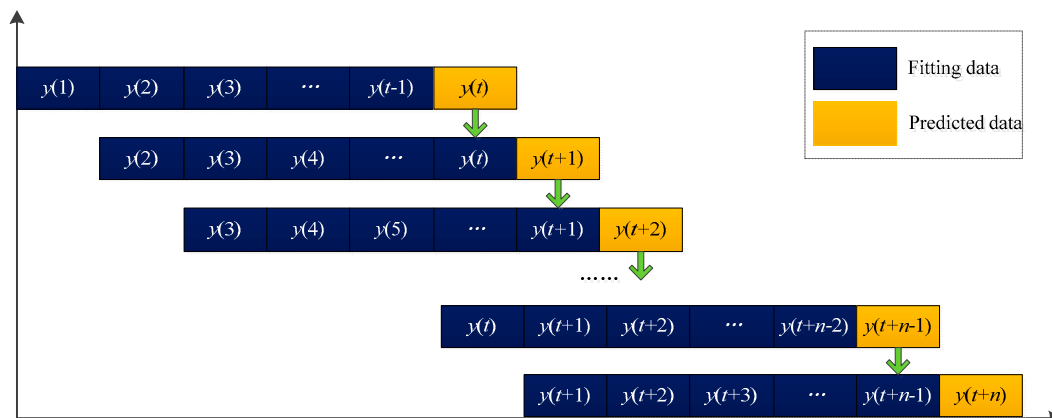 y(1) y(2) y(3) ... y(t-1) y(t)
Fitting data
Predicted data
y(2) y(3) y(4) ... y(t) y(t+1)
y(3) y(4) y(5) ... y(t+1) y(t+2)
......
y(t) y(t+1) y(t+2) ... y(t+n-2) y(t+n-1)
y(t+1) y(t+2) y(t+3) ... y(t+n-1) y(t+n)